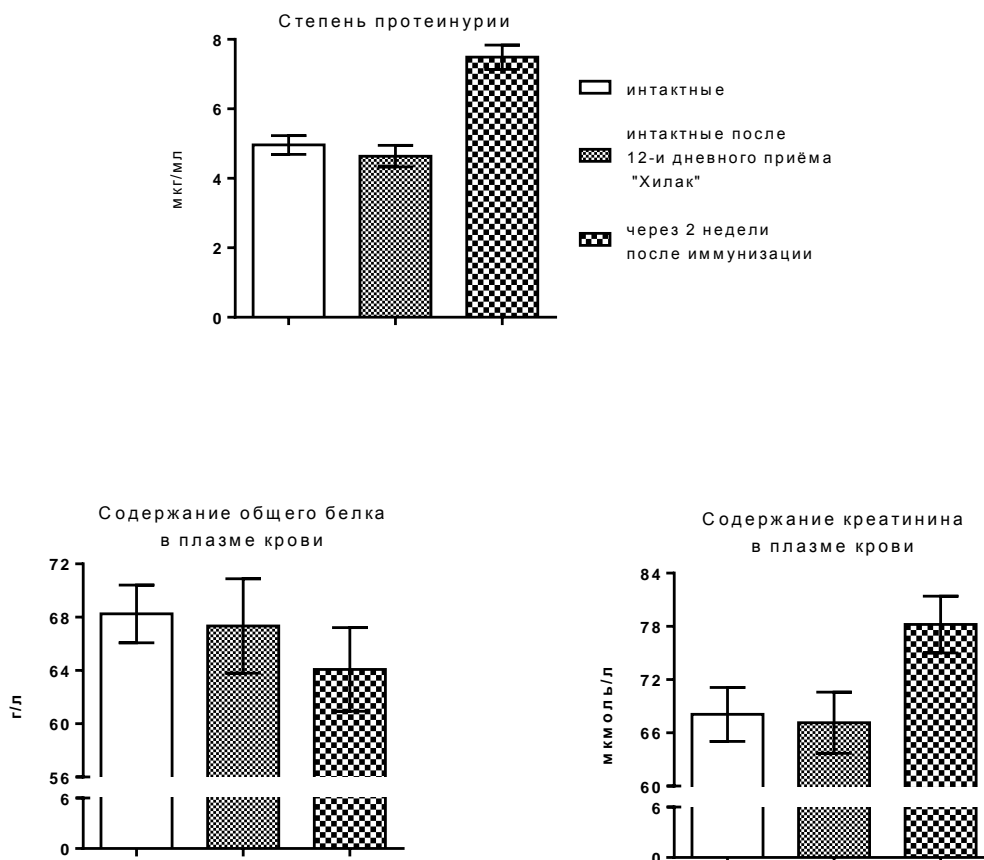 Степень протеинурии
8
6
4
2
0
мкг/мл
интактные
интактные после
12-и дневного приёма
"Хилак"
через 2 недели
после иммунизации
Содержание общего белка
в плазме крови
72
68
64
60
56
6
0
г/л
Содержание креатинина
в плазме крови
84
78
72
66
60
6
0
мкмоль/л